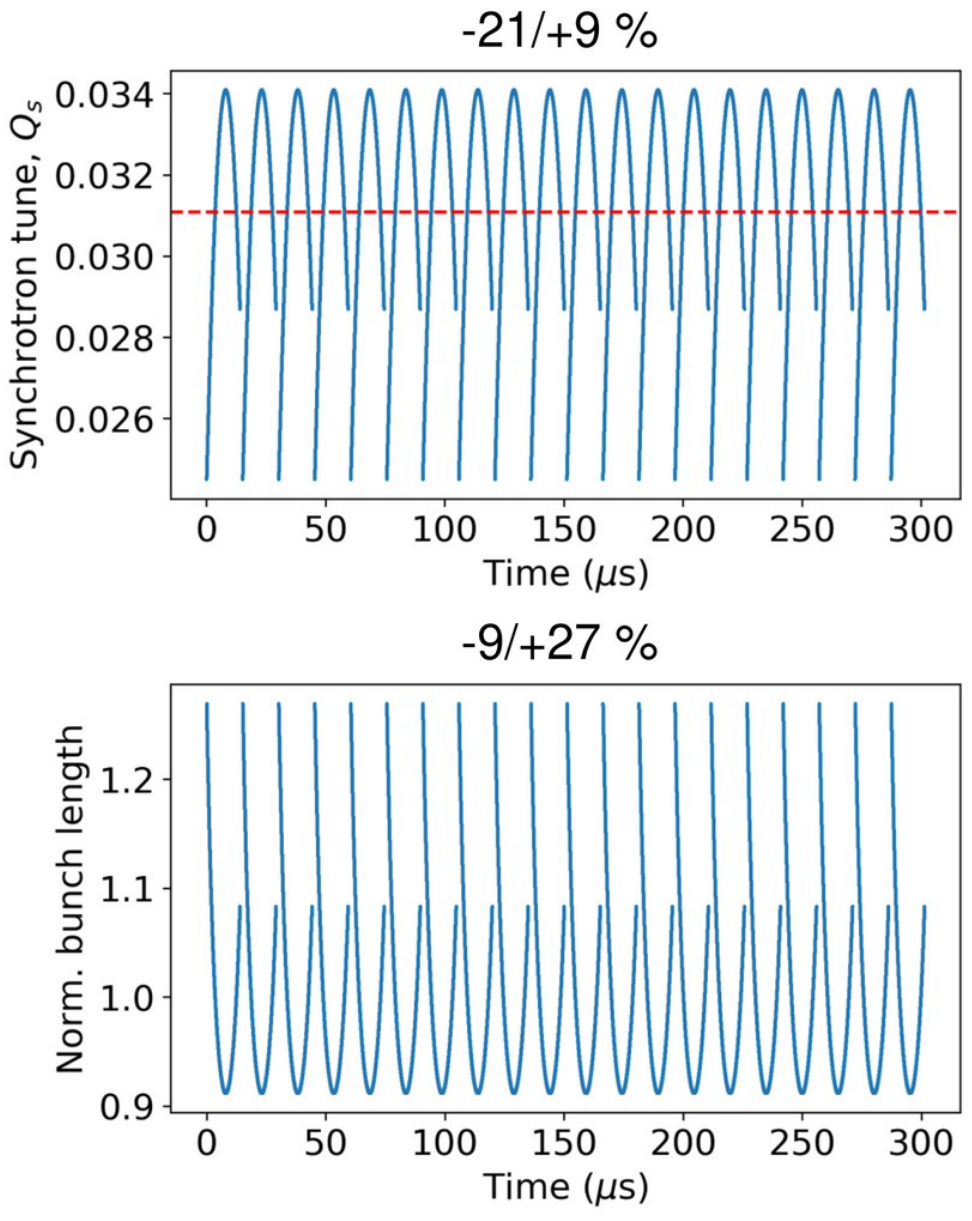 -21/+9 %
Synchrotron tune, Qs
0.034
0.032
0.030
0.028
0.026
0 50 100 150 200 250 300
Time (μs)
-9/+27 %
Norm. bunch length
1.2
1.1
1.0
0.9
0 50 100 150 200 250 300
Time (μs)